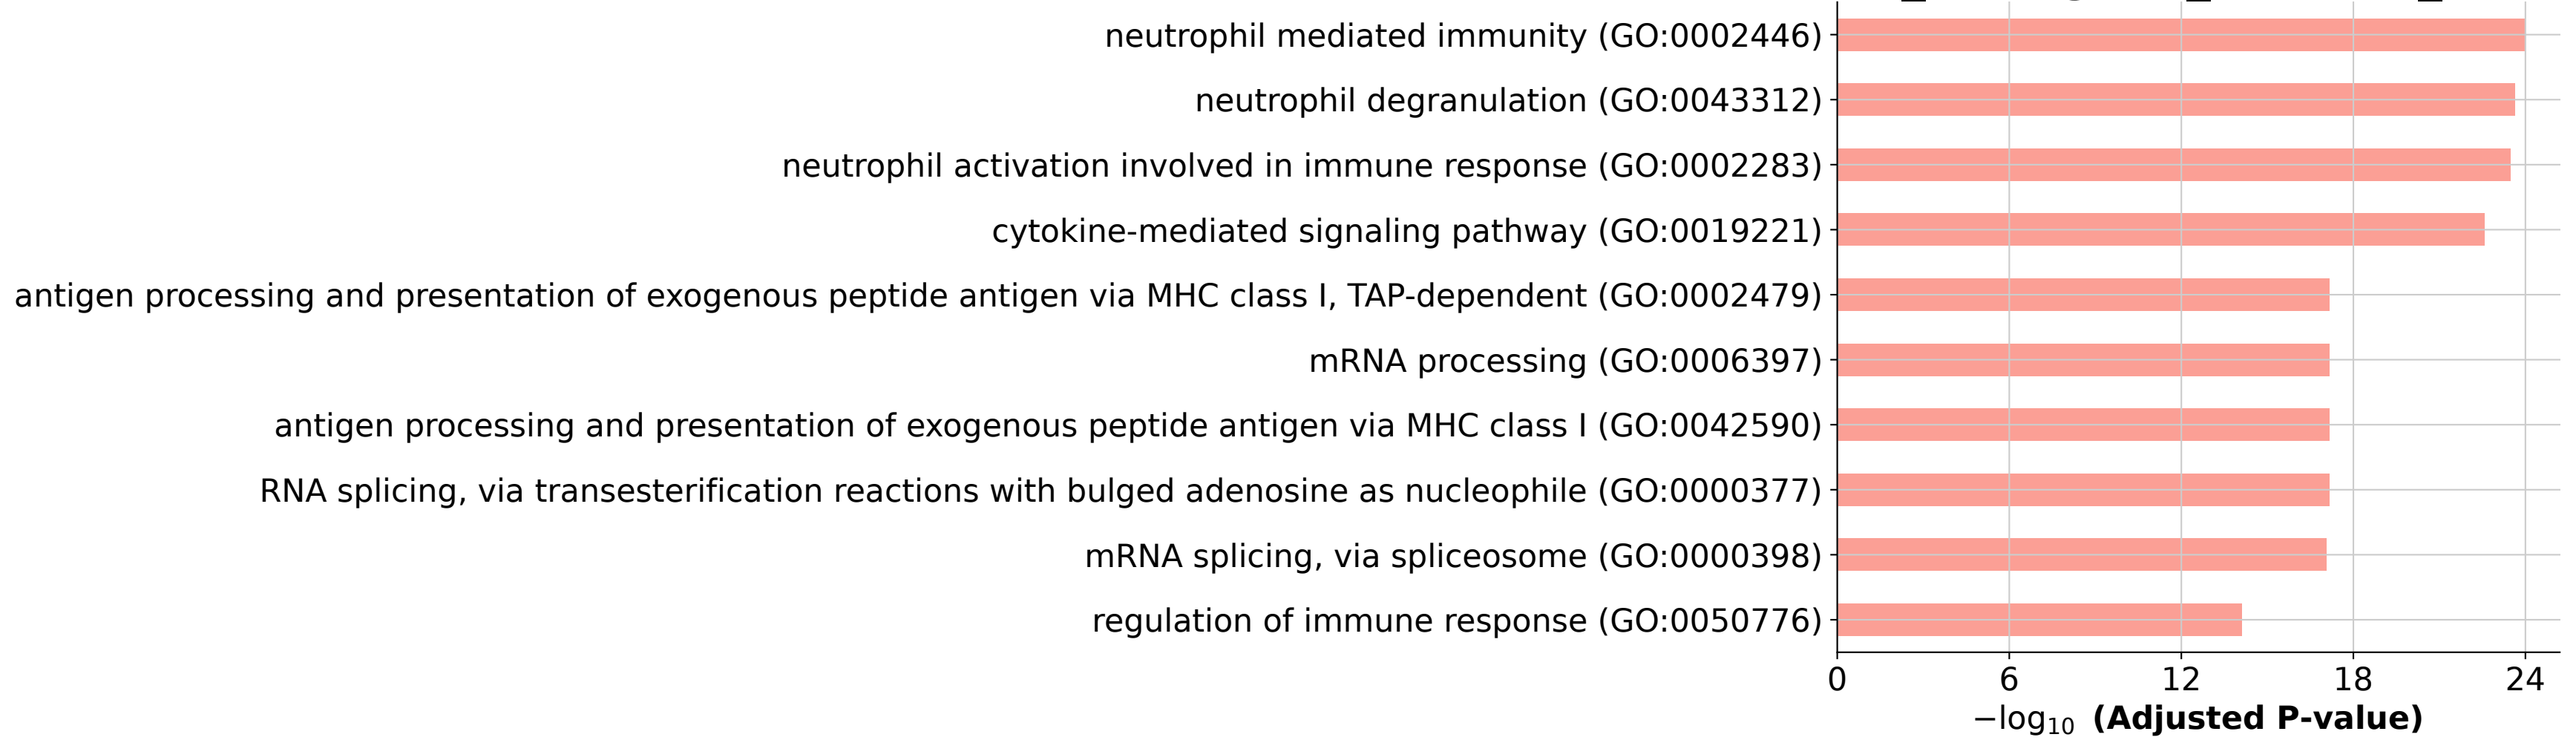 neutrophil mediated immunity (GO:0002446)
neutrophil degranulation (GO:0043312)
neutrophil activation involved in immune response (GO:0002283)
cytokine-mediated signaling pathway (GO:0019221)
antigen processing and presentation of exogenous peptide antigen via MHC class I, TAP-dependent (GO:0002479)
mRNA processing (GO:0006397)
antigen processing and presentation of exogenous peptide antigen via MHC class I (GO:0042590)
RNA splicing, via transesterification reactions with bulged adenosine as nucleophile (GO:0000377)
mRNA splicing, via spliceosome (GO:0000398)
regulation of immune response (GO:0050776)
0 6 12 18 24
−log₁₀ (Adjusted P-value)